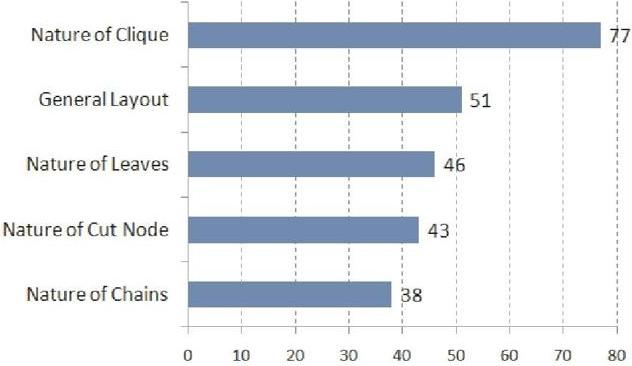 Nature of Clique 77
General Layout 51
Nature of Leaves 46
Nature of Cut Node 43
Nature of Chains 38
0 10 20 30 40 50 60 70 80